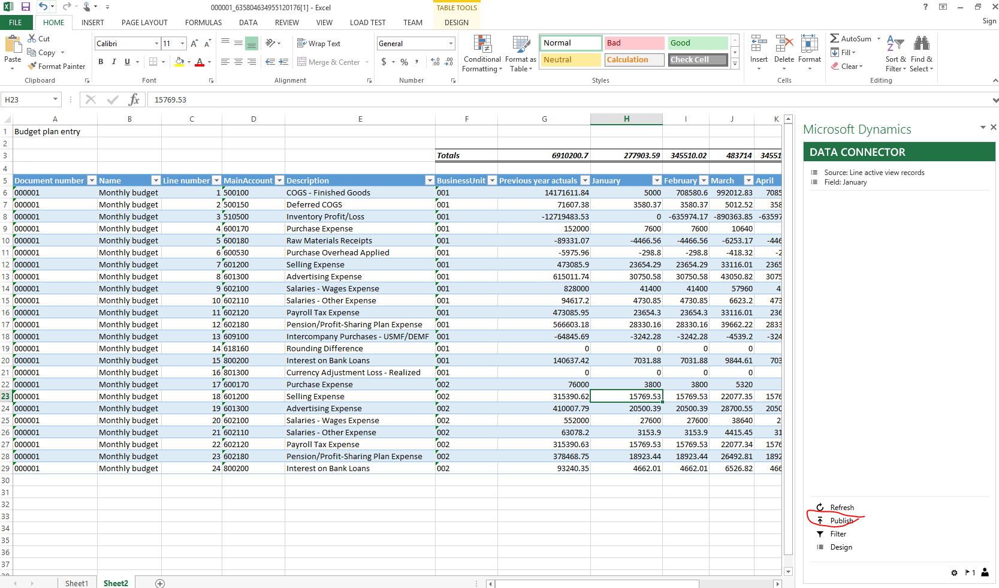 000001_635804634955120176[1] - Excel
TABLE TOOLS
?
FILE HOME INSERT PAGE LAYOUT FORMULAS DATA REVIEW VIEW LOAD TEST TEAM DESIGN Sign
Paste
Cut
Copy
Format Painter
Clipboard
Calibri 11
B I U
Font
Wrap Text
Merge & Center
Alignment
General
$ % ,
Number
Conditional Formatting
Format as Table
Normal Bad Good
Neutral Calculation Check Cell
Styles
Insert Delete Format
Cells
AutoSum
Fill
Clear
Sort & Filter
Find & Select
Editing
H23 fx 15769.53
A B C D E F G H I J K
1 Budget plan entry
2
3 Totals 6910200.7 277903.59 345510.02 483714 34551
4
5 Document number Name Line number MainAccount Description BusinessUnit Previous year actuals January February March April
6 000001 Monthly budget 1 500100 COGS - Finished Goods 001 14171611.84 5000 708580.6 992012.83 7085
7 000001 Monthly budget 2 500150 Deferred COGS 001 71607.38 3580.37 3580.37 5012.52 358
8 000001 Monthly budget 3 510500 Inventory Profit/Loss 001 -12719483.53 0 -635974.17 -890363.85 -63597
9 000001 Monthly budget 4 600170 Purchase Expense 001 152000 7600 7600 10640
10 000001 Monthly budget 5 600180 Raw Materials Receipts 001 -89331.07 -4466.56 -4466.56 -6253.17 -446
11 000001 Monthly budget 6 600530 Purchase Overhead Applied 001 -5975.96 -298.8 -298.8 -418.32 -2
12 000001 Monthly budget 7 601200 Selling Expense 001 473085.9 23654.29 23654.29 33116.01 2365
13 000001 Monthly budget 8 601300 Advertising Expense 001 615011.74 30750.58 30750.58 43050.82 3075
14 000001 Monthly budget 9 602100 Salaries - Wages Expense 001 828000 41400 41400 57960 4
15 000001 Monthly budget 10 602110 Salaries - Other Expense 001 94617.2 4730.85 4730.85 6623.2 473
16 000001 Monthly budget 11 602120 Payroll Tax Expense 001 473085.95 23654.3 23654.3 33116.01 236
17 000001 Monthly budget 12 602180 Pension/Profit-Sharing Plan Expense 001 566603.18 28330.16 28330.16 39662.22 2833
18 000001 Monthly budget 13 609100 Intercompany Purchases - USMF/DEMF 001 -64845.69 -3242.28 -3242.28 -4539.2 -324
19 000001 Monthly budget 14 618160 Rounding Difference 001 0 0 0 0
20 000001 Monthly budget 15 800200 Interest on Bank Loans 001 140637.42 7031.88 7031.88 9844.61 703
21 000001 Monthly budget 16 801300 Currency Adjustment Loss - Realized 001 0 0 0 0
22 000001 Monthly budget 17 600170 Purchase Expense 002 76000 3800 3800 5320
23 000001 Monthly budget 18 601200 Selling Expense 002 315390.62 15769.53 15769.53 22077.35 1576
24 000001 Monthly budget 19 601300 Advertising Expense 002 410007.79 20500.39 20500.39 28700.55 2050
25 000001 Monthly budget 20 602100 Salaries - Wages Expense 002 552000 27600 27600 38640 2
26 000001 Monthly budget 21 602110 Salaries - Other Expense 002 63078.2 3153.9 3153.9 4415.45 31
27 000001 Monthly budget 22 602120 Payroll Tax Expense 002 315390.63 15769.53 15769.53 22077.34 1576
28 000001 Monthly budget 23 602180 Pension/Profit-Sharing Plan Expense 002 378468.75 18923.44 18923.44 26492.81 1892
29 000001 Monthly budget 24 800200 Interest on Bank Loans 002 93240.35 4662.01 4662.01 6526.82 466
30
31
32
33
34
35
36
37
Sheet1 Sheet2
Microsoft Dynamics
DATA CONNECTOR
Source: Line active view records
Field: January
Refresh
Publish
Filter
Design
1